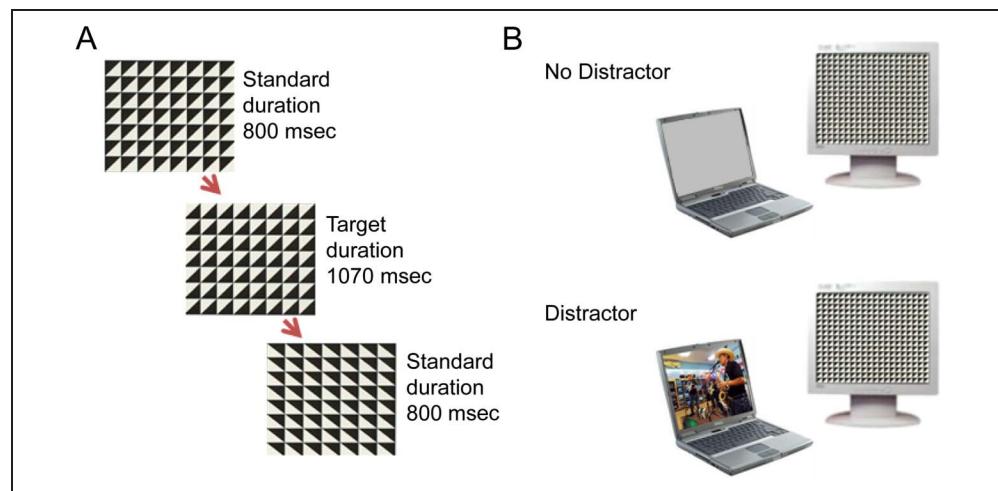 A
Standard
duration
800 msec
Target
duration
1070 msec
Standard
duration
800 msec
B
No Distractor
Distractor